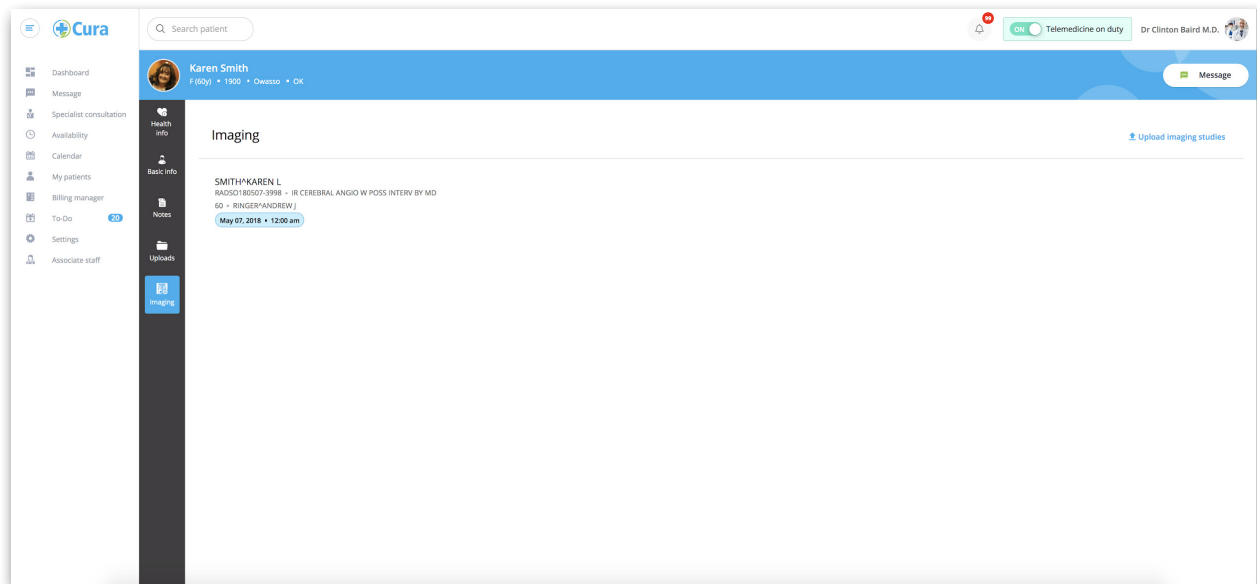 Cura
Search patient
99
ON Telemedicine on duty
Dr Clinton Baird M.D.
Dashboard
Message
Specialist consultation
Availability
Calendar
My patients
Billing manager
To-Do 20
Settings
Associate staff
Karen Smith
F (60y) • 1900 • Owasso • OK
Message
Health
info
Basic info
Notes
Uploads
Imaging
Imaging
Upload imaging studies
SMITH^KAREN L
RADSO180507-3998 • IR CEREBRAL ANGIO W POSS INTERV BY MD
60 • RINGER^ANDREW J
May 07, 2018 • 12:00 am